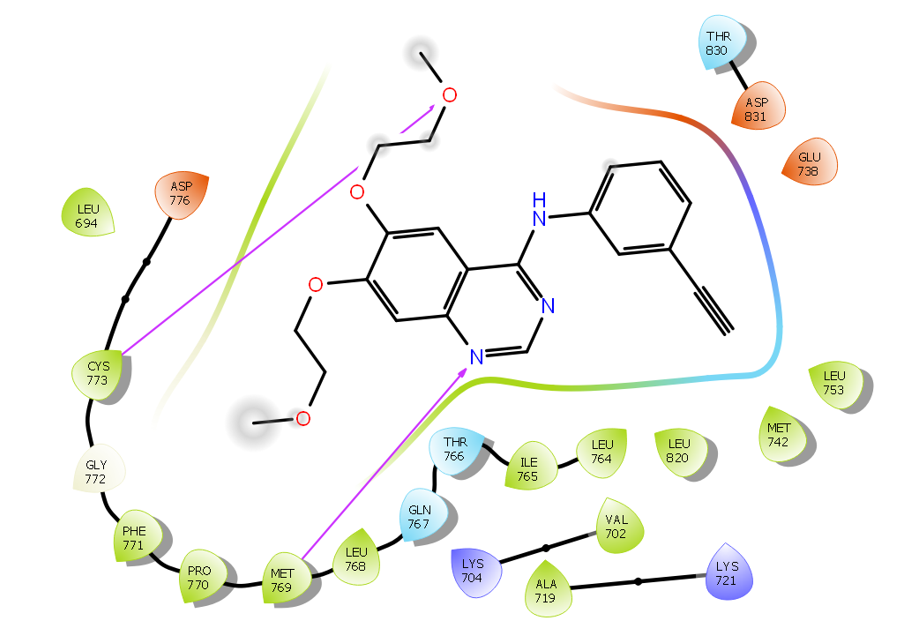 THR
830
O
ASP
831
GLU
738
ASP
776
LEU
694
O
H
N
O
N
N
CYS
773
LEU
753
O
MET
742
THR
766
LEU
764
LEU
820
ILE
765
GLY
772
GLN
767
VAL
702
PHE
771
LEU
768
LYS
704
LYS
721
PRO
770
MET
769
ALA
719